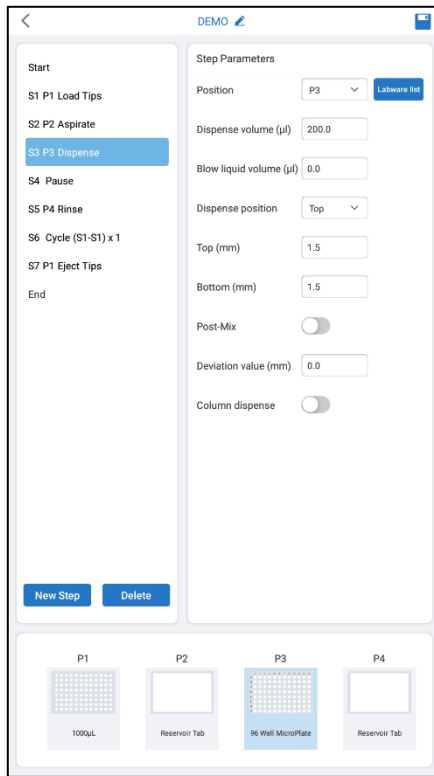 DEMO
Start
S1 P1 Load Tips
S2 P2 Aspirate
S3 P3 Dispense
S4 Pause
S5 P4 Rinse
S6 Cycle (S1-S1) x 1
S7 P1 Eject Tips
End
New Step Delete
Step Parameters
Position P3 Labware list
Dispense volume (µl) 200.0
Blow liquid volume (µl) 0.0
Dispense position Top
Top (mm) 1.5
Bottom (mm) 1.5
Post-Mix
Deviation value (mm) 0.0
Column dispense
P1 P2 P3 P4
1000µL Reservoir Tab 96 Well MicroPlate Reservoir Tab